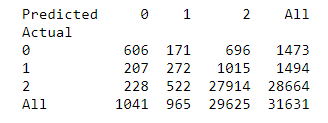 Predicted 0 1 2 All
Actual
0 606 171 696 1473
1 207 272 1015 1494
2 228 522 27914 28664
All 1041 965 29625 31631